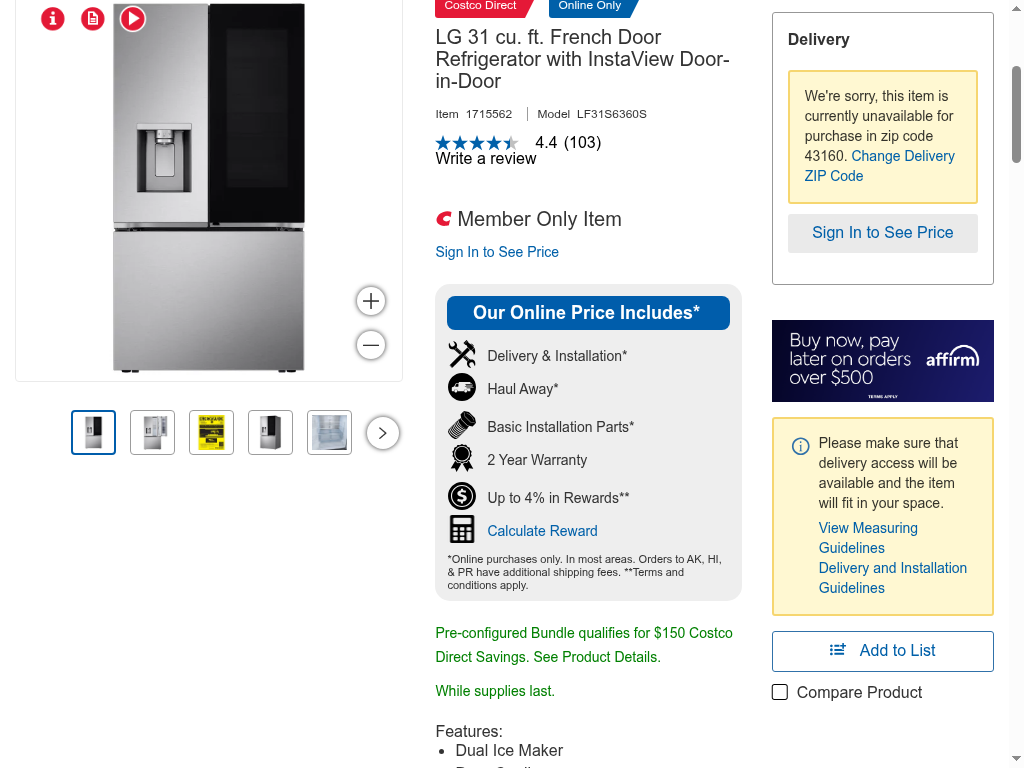 Costco Direct
Online Only
LG 31 cu. ft. French Door
Refrigerator with InstaView Door-
in-Door
Item 1715562 | Model LF31S6360S
4.4 (103)
Write a review
Member Only Item
Sign In to See Price
Our Online Price Includes*
Delivery & Installation*
Haul Away*
Basic Installation Parts*
2 Year Warranty
Up to 4% in Rewards**
Calculate Reward
*Online purchases only. In most areas. Orders to AK, HI,
& PR have additional shipping fees. **Terms and
conditions apply.
Pre-configured Bundle qualifies for $150 Costco
Direct Savings. See Product Details.
While supplies last.
Features:
• Dual Ice Maker
Delivery
We're sorry, this item is
currently unavailable for
purchase in zip code
43160. Change Delivery
ZIP Code
Sign In to See Price
Buy now, pay
later on orders
over $500
affirm
TERMS APPLY
Please make sure that
delivery access will be
available and the item
will fit in your space.
View Measuring
Guidelines
Delivery and Installation
Guidelines
Add to List
Compare Product